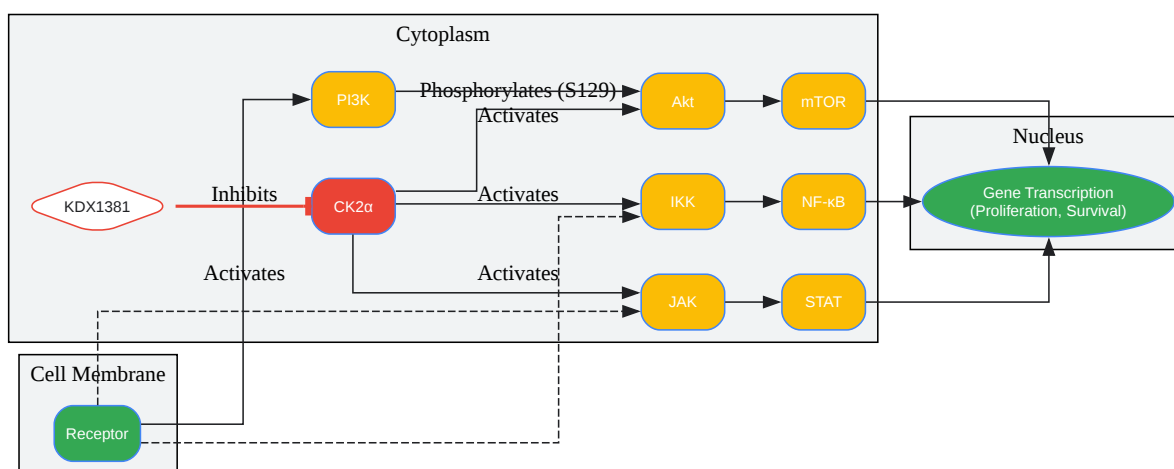 Cytoplasm
PI3K
Phosphorylates (S129)
Akt
mTOR
Activates
Nucleus
KDX1381
Inhibits
CK2α
Activates
IKK
NF-κB
Gene Transcription
(Proliferation, Survival)
Activates
Activates
JAK
STAT
Cell Membrane
Receptor